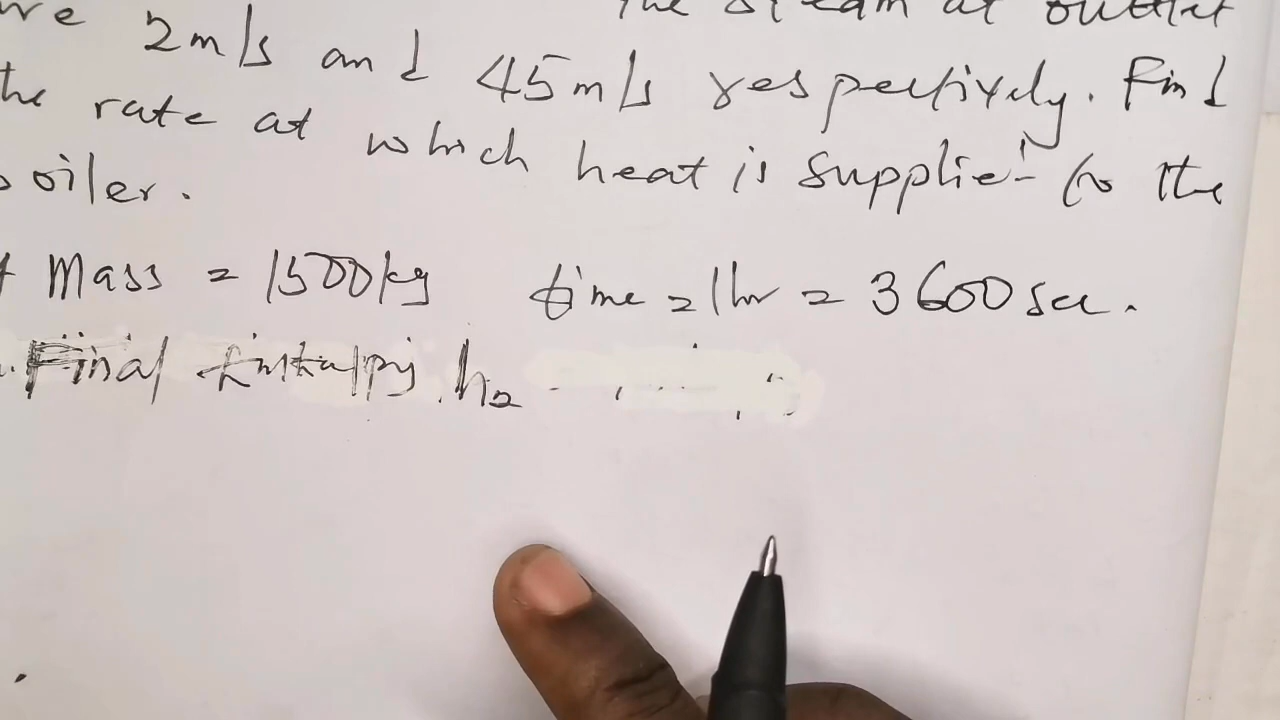 The steam at outlet
2m/s and 45m/s respectively. Find
the rate at which heat is supplied to the
boiler.
Mass = 1500kg time = 1hr = 3600sec.
Final Enthalpy h2